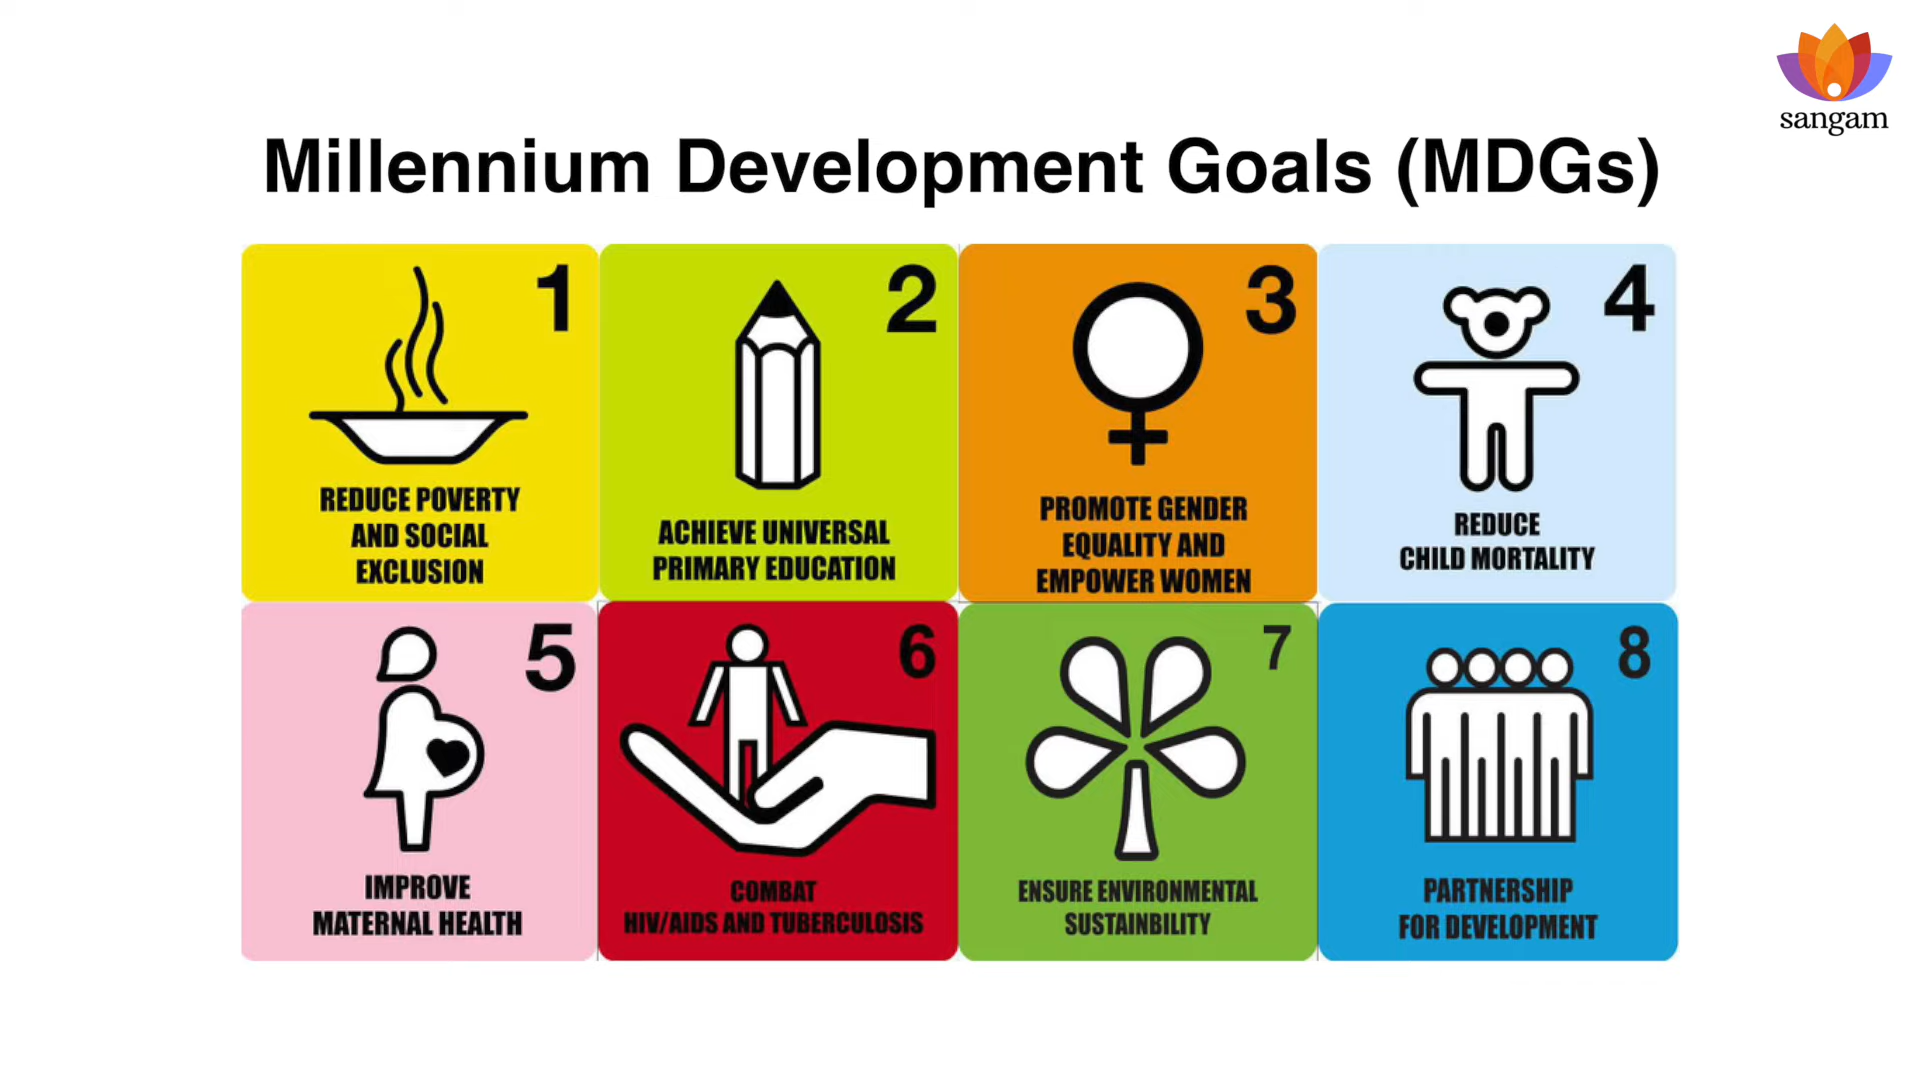 sangam
Millennium Development Goals (MDGs)
1
REDUCE POVERTY
AND SOCIAL
EXCLUSION
2
ACHIEVE UNIVERSAL
PRIMARY EDUCATION
3
PROMOTE GENDER
EQUALITY AND
EMPOWER WOMEN
4
REDUCE
CHILD MORTALITY
5
IMPROVE
MATERNAL HEALTH
6
COMBAT
HIV/AIDS AND TUBERCULOSIS
7
ENSURE ENVIRONMENTAL
SUSTAINBILITY
8
PARTNERSHIP
FOR DEVELOPMENT